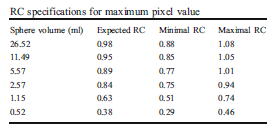 RC specifications for maximum pixel value
Sphere volume (ml) Expected RC Minimal RC Maximal RC
26.52 0.98 0.88 1.08
11.49 0.95 0.85 1.05
5.57 0.89 0.77 1.01
2.57 0.84 0.75 0.94
1.15 0.63 0.51 0.74
0.52 0.38 0.29 0.46